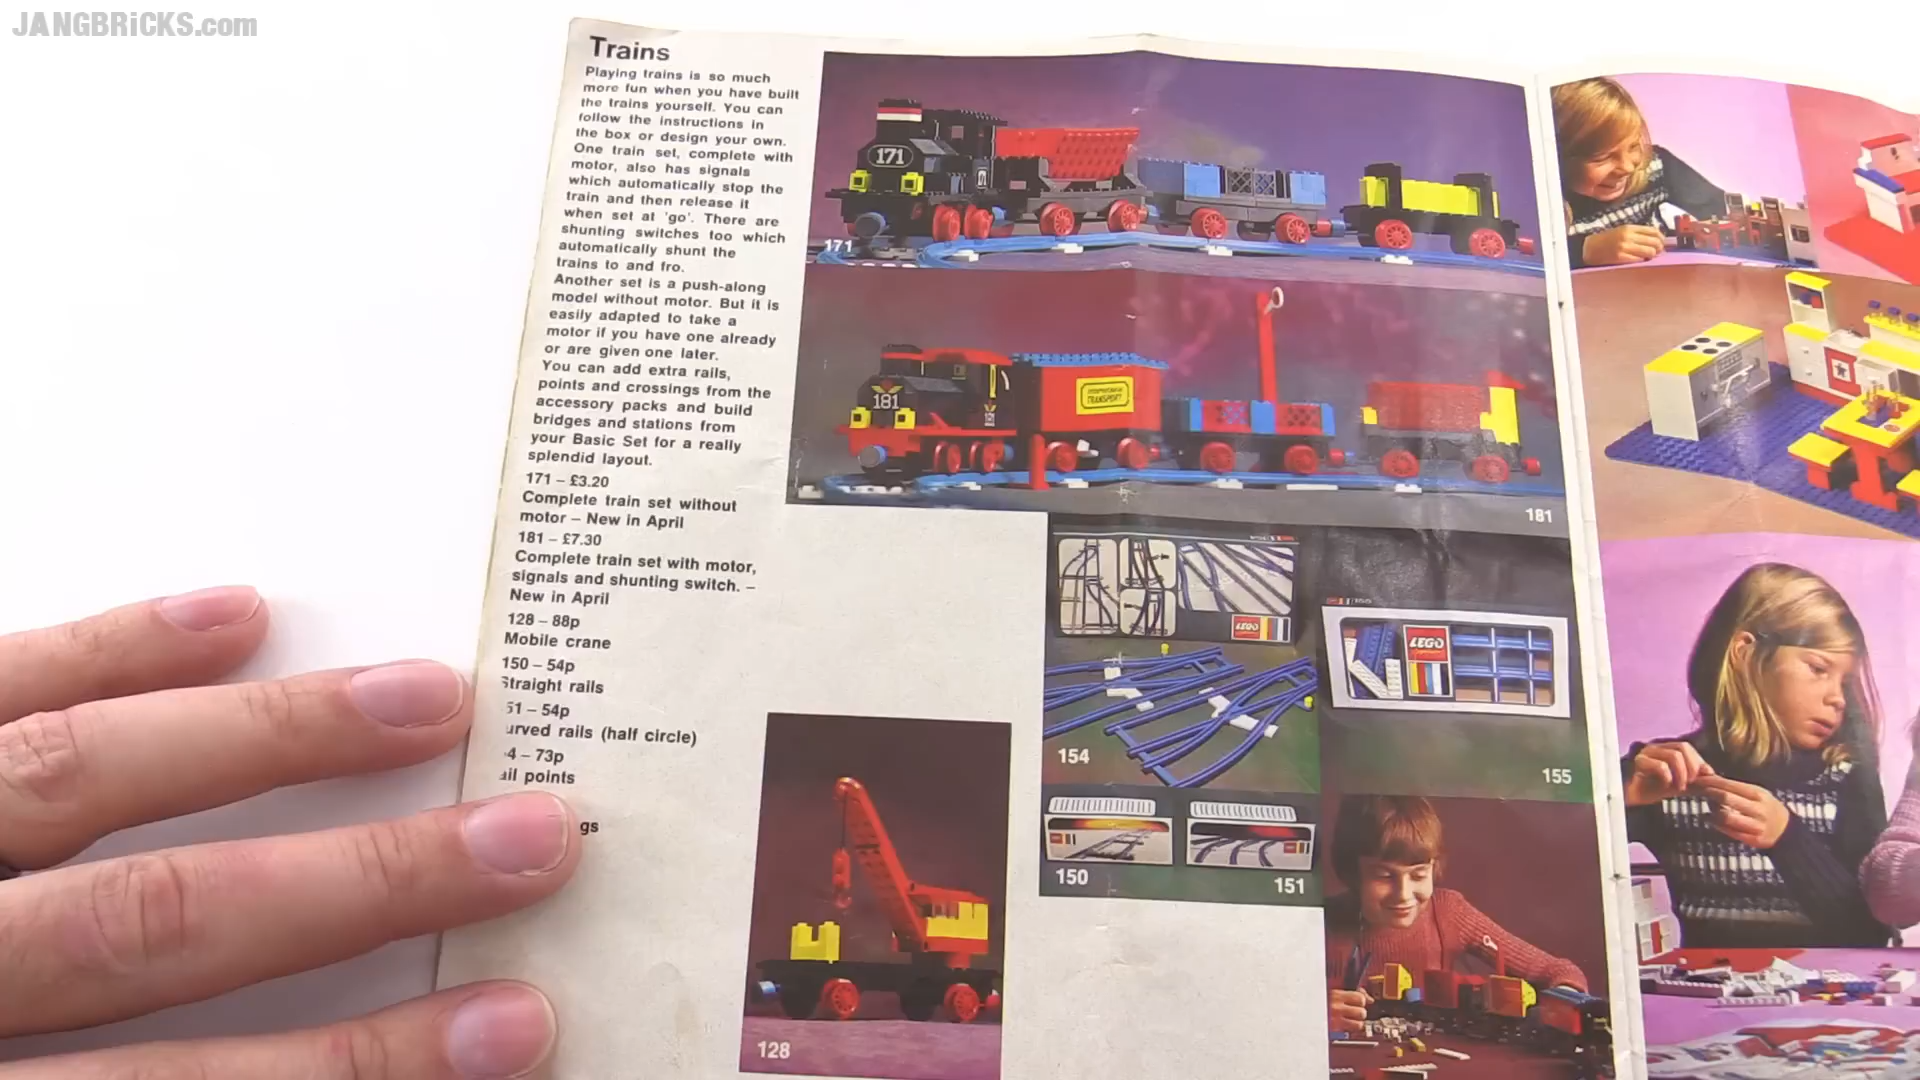 JANGBRiCKS.com
Trains
Playing trains is so much
more fun when you have built
the trains yourself. You can
follow the instructions in
the box or design your own.
One train set, complete with
motor, also has signals
which automatically stop the
train and then release it
when set at 'go'. There are
shunting switches too which
automatically shunt the
trains to and fro.
Another set is a push-along
model without motor. But it is
easily adapted to take a
motor if you have one already
or are given one later.
You can add extra rails,
points and crossings from the
accessory packs and build
bridges and stations from
your Basic Set for a really
splendid layout.
171 – £3.20
Complete train set without
motor – New in April
181 – £7.30
Complete train set with motor,
signals and shunting switch. –
New in April
128 – 88p
Mobile crane
150 – 54p
Straight rails
51 – 54p
urved rails (half circle)
4 – 73p
ail points
gs
171
171
181
TRANSPORT
181
LEGO
154
LEGO
155
150
151
128